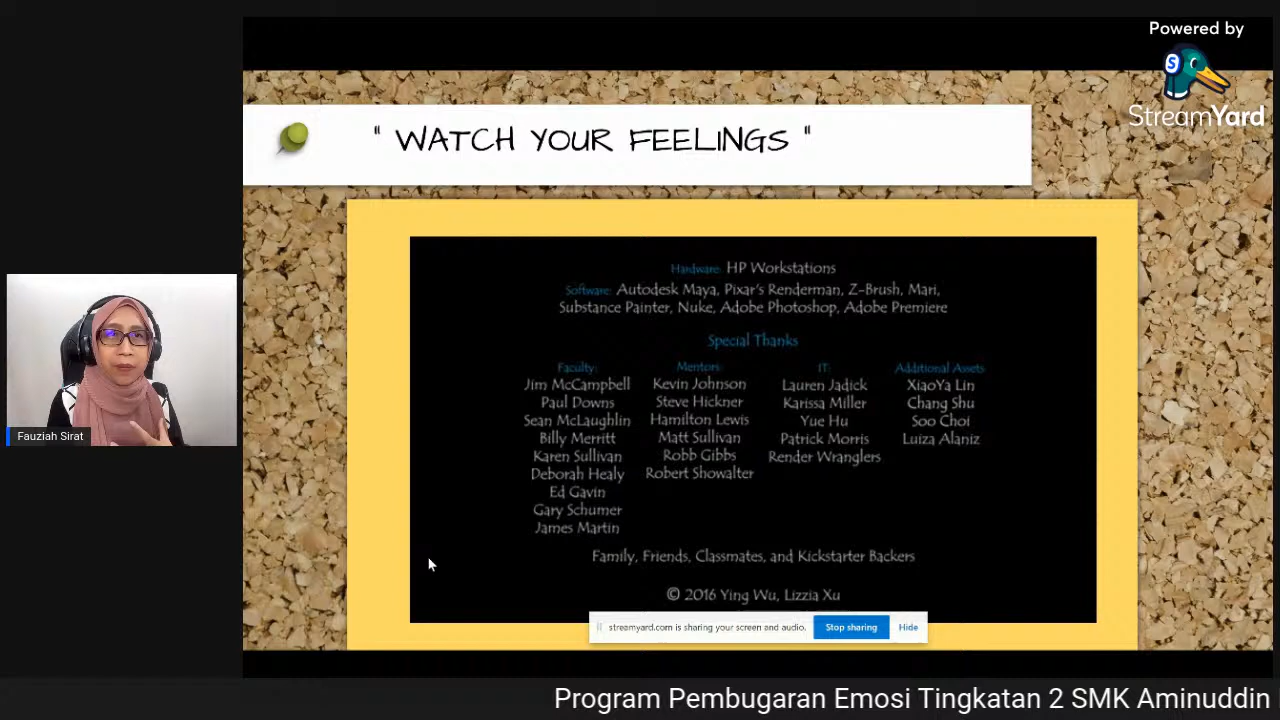 Powered by
StreamYard
" WATCH YOUR FEELINGS "
Hardware: HP Workstations
Software: Autodesk Maya, Pixar's Renderman, Z-Brush, Mari,
Substance Painter, Nuke, Adobe Photoshop, Adobe Premiere
Special Thanks
Faculty:
Jim McCampbell
Paul Downs
Sean McLaughlin
Billy Merritt
Karen Sullivan
Deborah Healy
Ed Gavin
Gary Schumer
James Martin
Mentors:
Kevin Johnson
Steve Hickner
Hamilton Lewis
Matt Sullivan
Robb Gibbs
Robert Showalter
IT:
Lauren Jadick
Karissa Miller
Yue Hu
Patrick Morris
Render Wranglers
Additional Assets
XiaoYa Lin
Chang Shu
Soo Choi
Luiza Alaniz
Family, Friends, Classmates, and Kickstarter Backers
© 2016 Ying Wu, Lizzia Xu
streamyard.com is sharing your screen and audio.
Stop sharing
Hide
Fauziah Sirat
Program Pembugaran Emosi Tingkatan 2 SMK Aminuddin